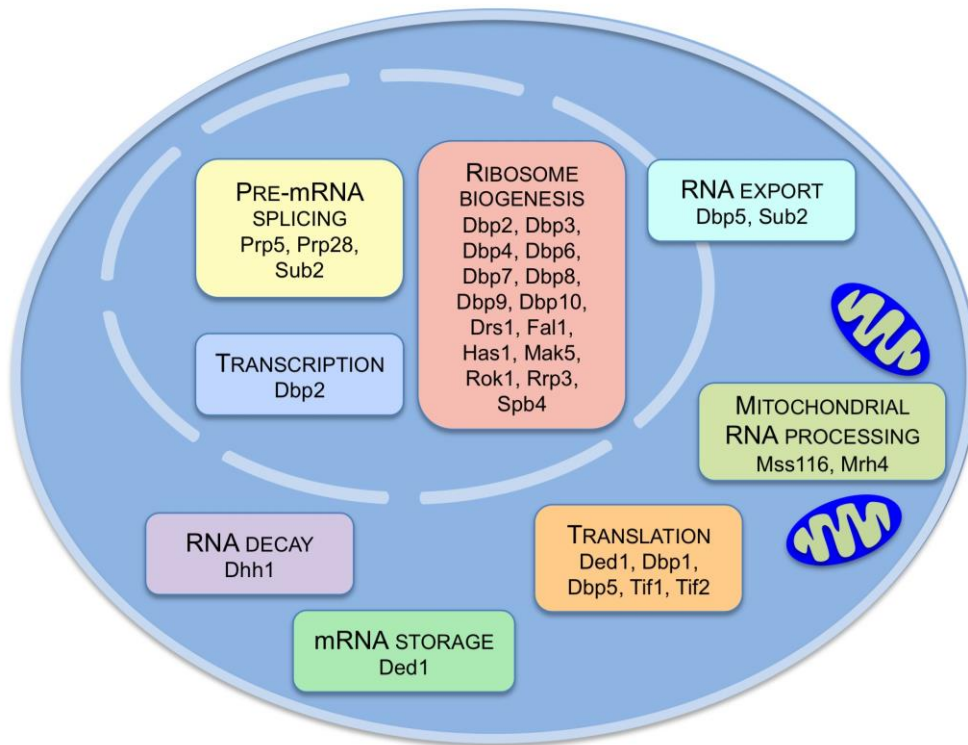 PRE-mRNA
SPLICING
Prp5, Prp28,
Sub2
RIBOSOME
BIOGENESIS
Dbp2, Dbp3,
Dbp4, Dbp6,
Dbp7, Dbp8,
Dbp9, Dbp10,
Drs1, Fal1,
Has1, Mak5,
Rok1, Rrp3,
Spb4
RNA EXPORT
Dbp5, Sub2
TRANSCRIPTION
Dbp2
MITOCHONDRIAL
RNA PROCESSING
Mss116, Mrh4
RNA DECAY
Dhh1
TRANSLATION
Ded1, Dbp1,
Dbp5, Tif1, Tif2
mRNA STORAGE
Ded1